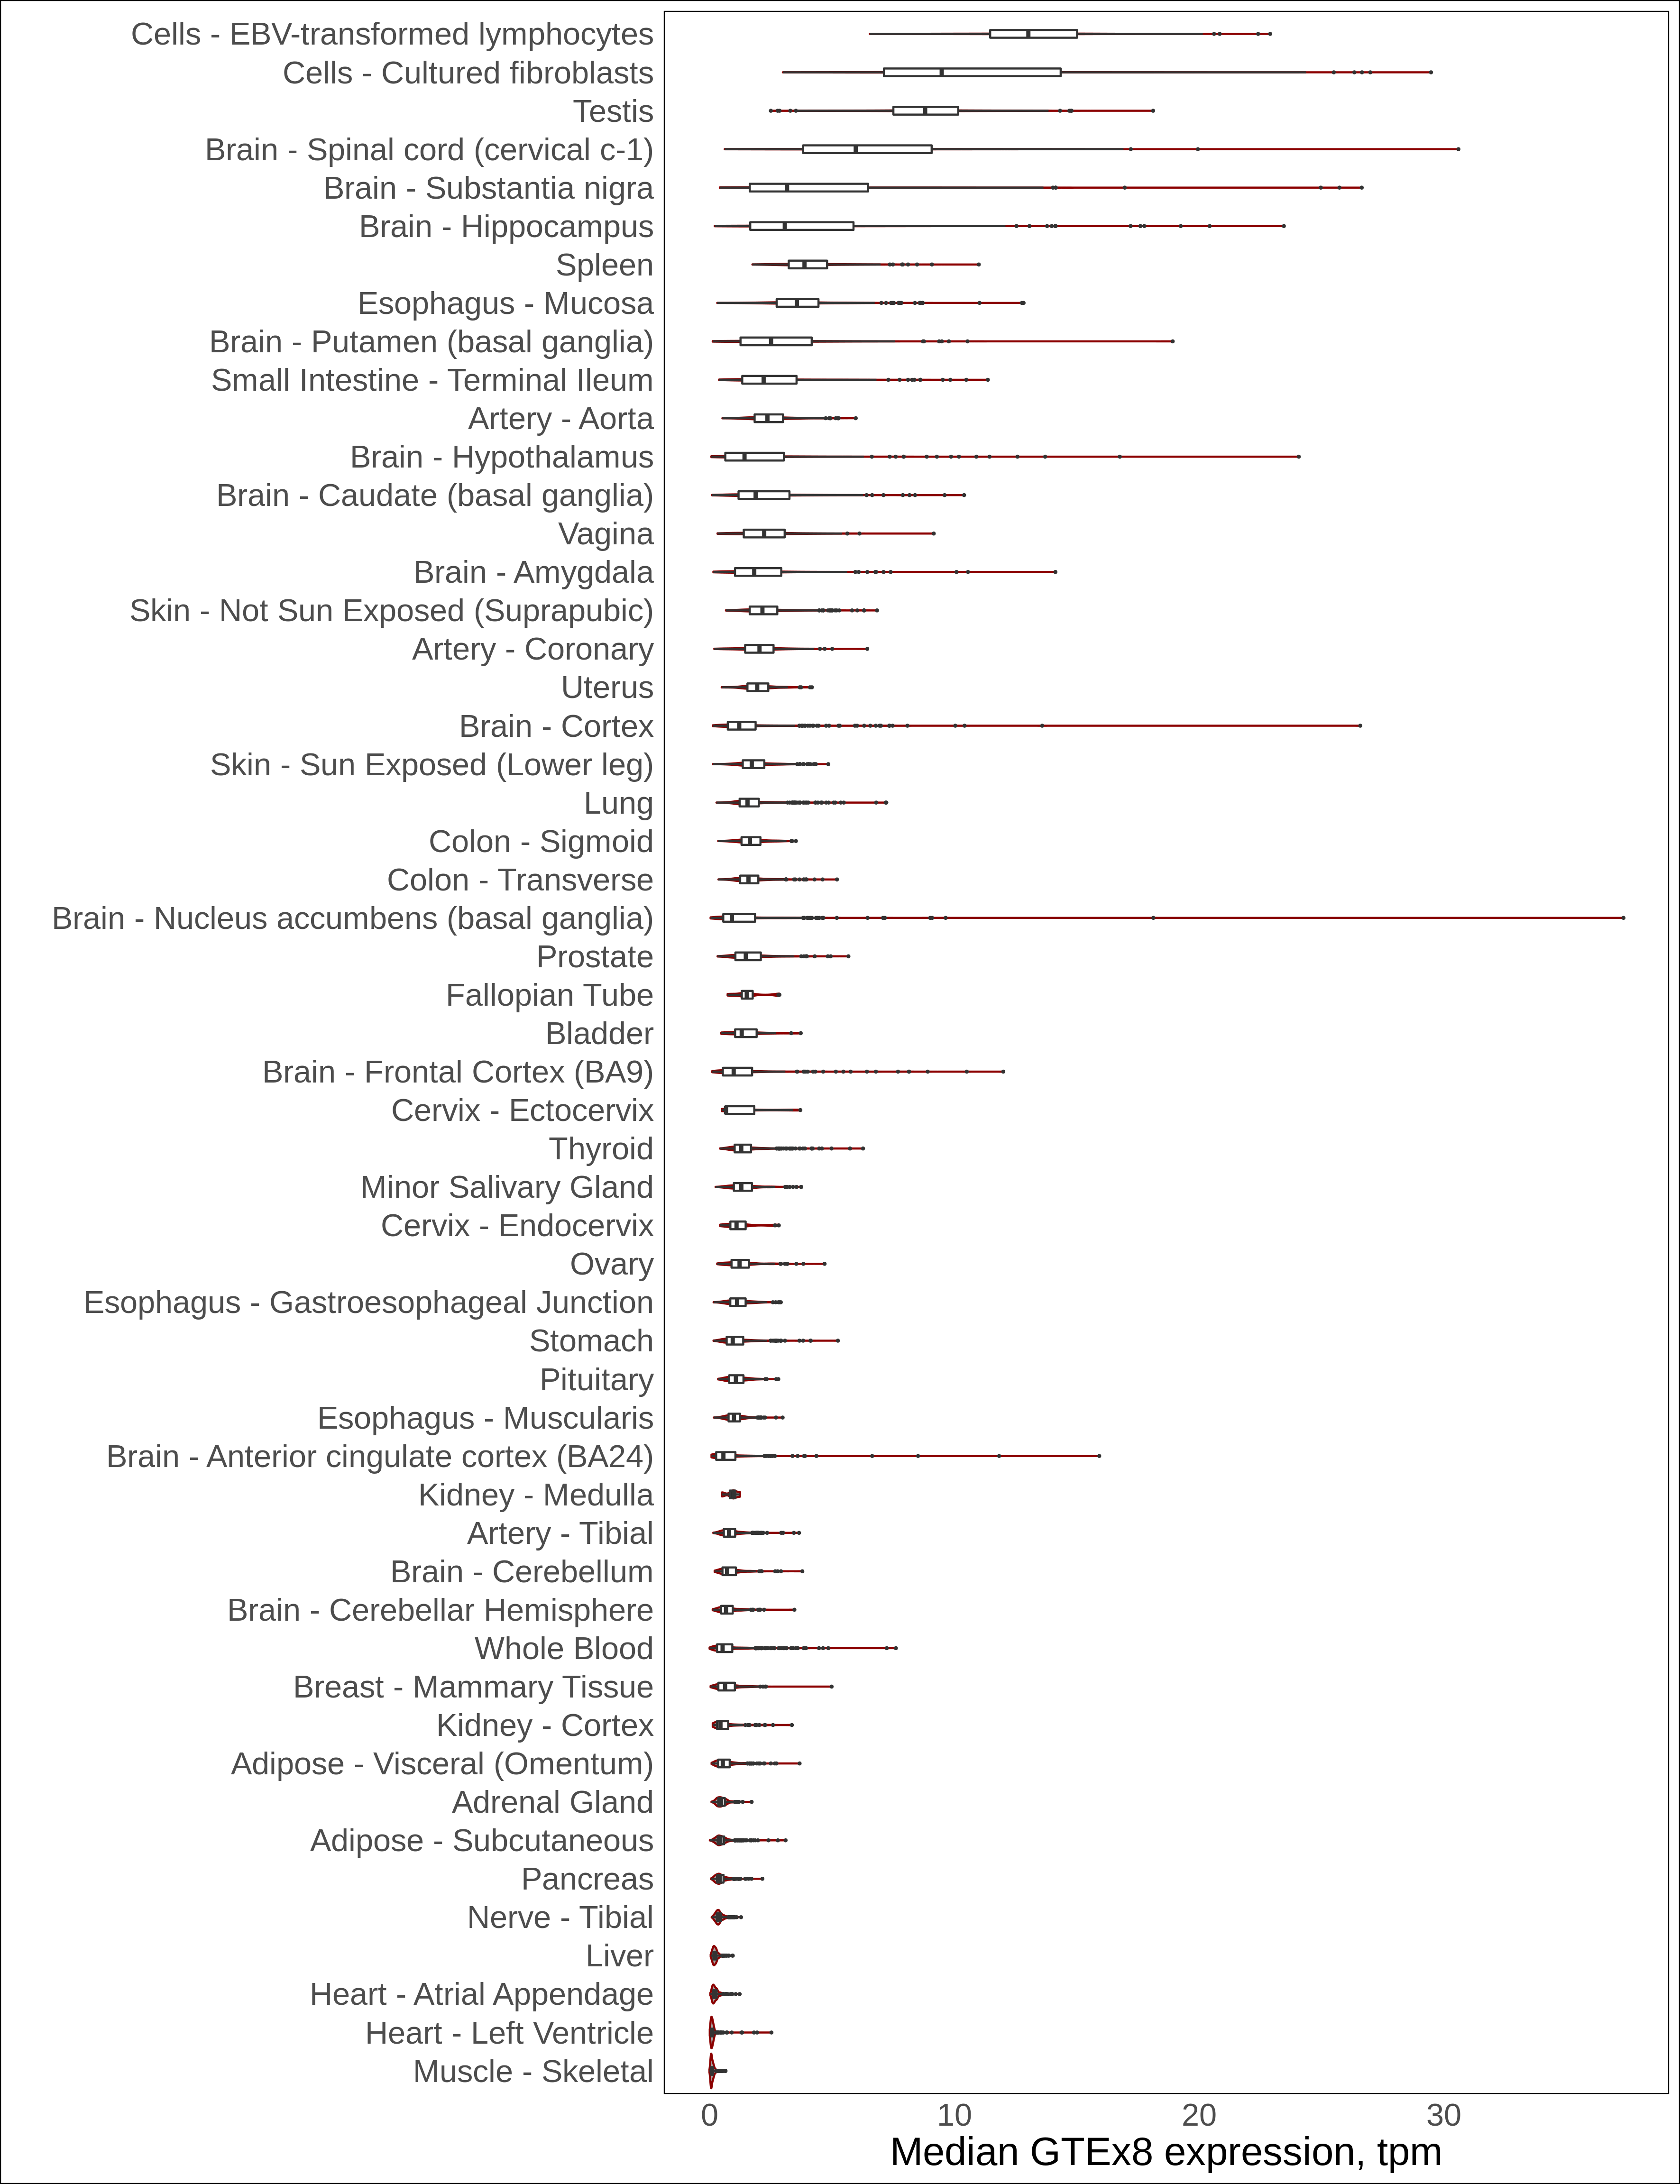 Cells - EBV-transformed lymphocytes
Cells - Cultured fibroblasts
Testis
Brain - Spinal cord (cervical c-1)
Brain - Substantia nigra
Brain - Hippocampus
Spleen
Esophagus - Mucosa
Brain - Putamen (basal ganglia)
Small Intestine - Terminal Ileum
Artery - Aorta
Brain - Hypothalamus
Brain - Caudate (basal ganglia)
Vagina
Brain - Amygdala
Skin - Not Sun Exposed (Suprapubic)
Artery - Coronary
Uterus
Brain - Cortex
Skin - Sun Exposed (Lower leg)
Lung
Colon - Sigmoid
Colon - Transverse
Brain - Nucleus accumbens (basal ganglia)
Prostate
Fallopian Tube
Bladder
Brain - Frontal Cortex (BA9)
Cervix - Ectocervix
Thyroid
Minor Salivary Gland
Cervix - Endocervix
Ovary
Esophagus - Gastroesophageal Junction
Stomach
Pituitary
Esophagus - Muscularis
Brain - Anterior cingulate cortex (BA24)
Kidney - Medulla
Artery - Tibial
Brain - Cerebellum
Brain - Cerebellar Hemisphere
Whole Blood
Breast - Mammary Tissue
Kidney - Cortex
Adipose - Visceral (Omentum)
Adrenal Gland
Adipose - Subcutaneous
Pancreas
Nerve - Tibial
Liver
Heart - Atrial Appendage
Heart - Left Ventricle
Muscle - Skeletal
0 10 20 30
Median GTEx8 expression, tpm